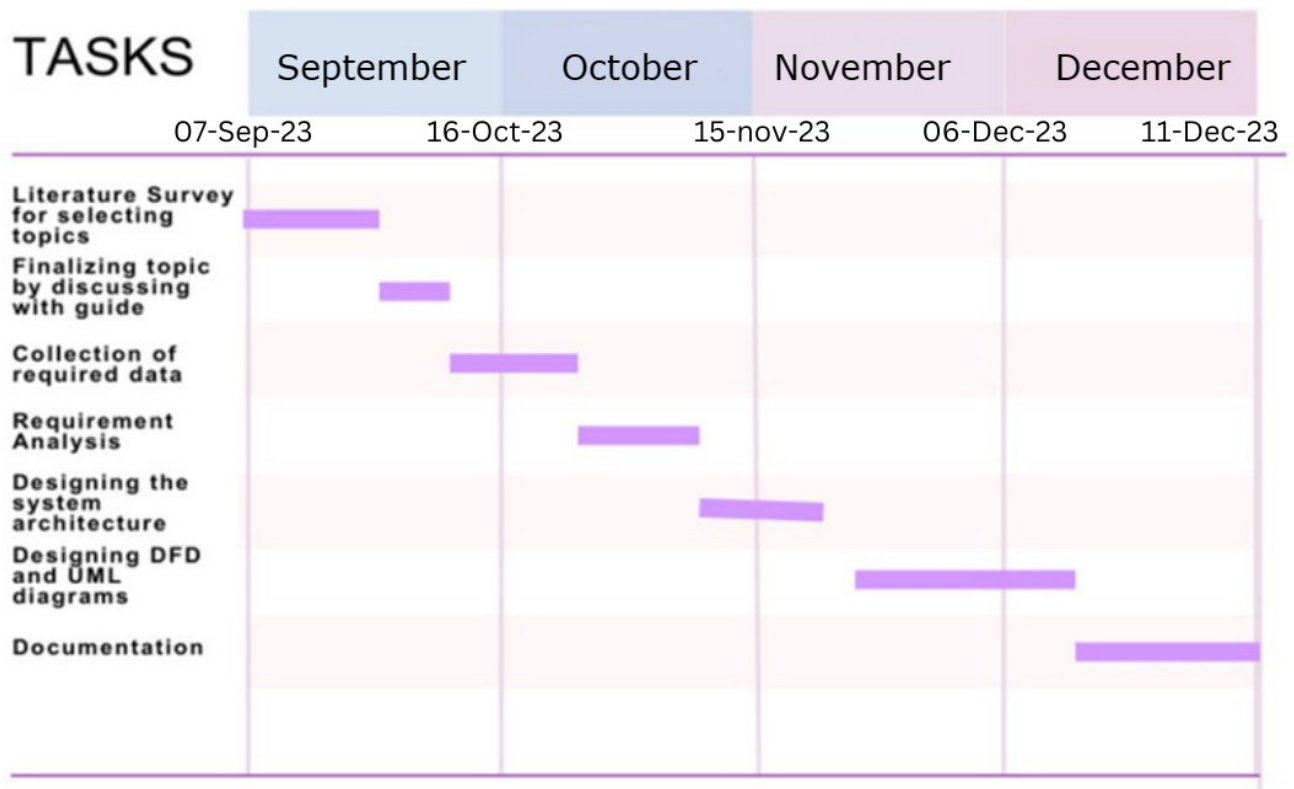 TASKS
September October November December
07-Sep-23 16-Oct-23 15-nov-23 06-Dec-23 11-Dec-23
Literature Survey
for selecting
topics
Finalizing topic
by discussing
with guide
Collection of
required data
Requirement
Analysis
Designing the
system
architecture
Designing DFD
and UML
diagrams
Documentation